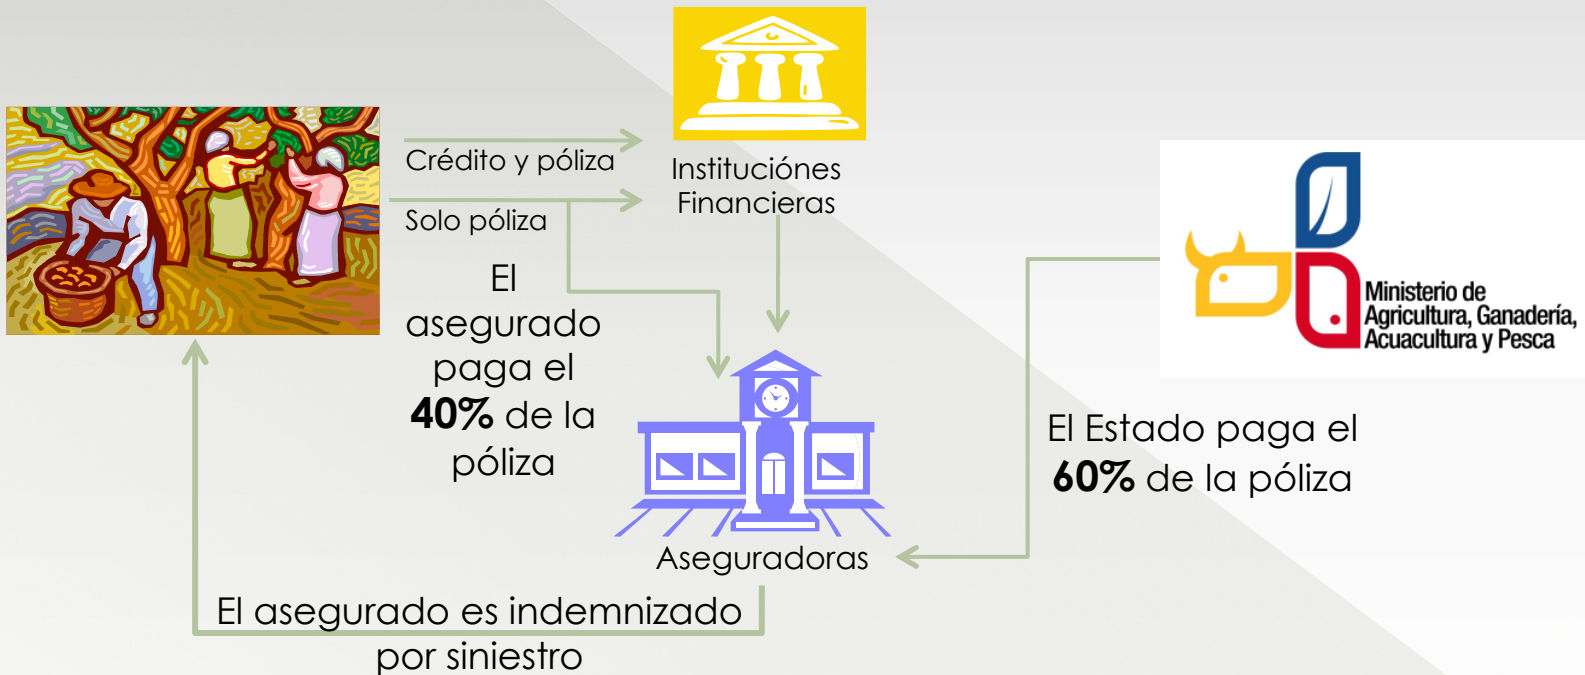 Crédito y póliza
Instituciónes
Financieras
Solo póliza
El
asegurado
paga el
40% de la
póliza
Ministerio de
Agricultura, Ganadería,
Acuacultura y Pesca
El Estado paga el
60% de la póliza
Aseguradoras
El asegurado es indemnizado
por siniestro